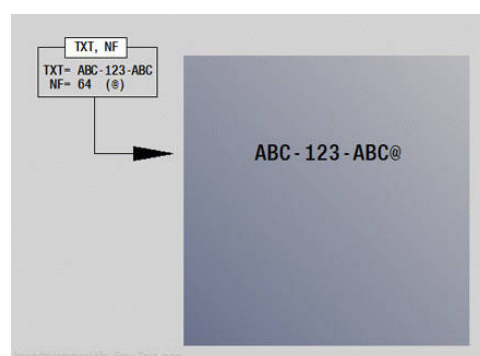 TXT, NF
TXT= ABC-123-ABC
NF= 64 (@)
ABC-123-ABC@